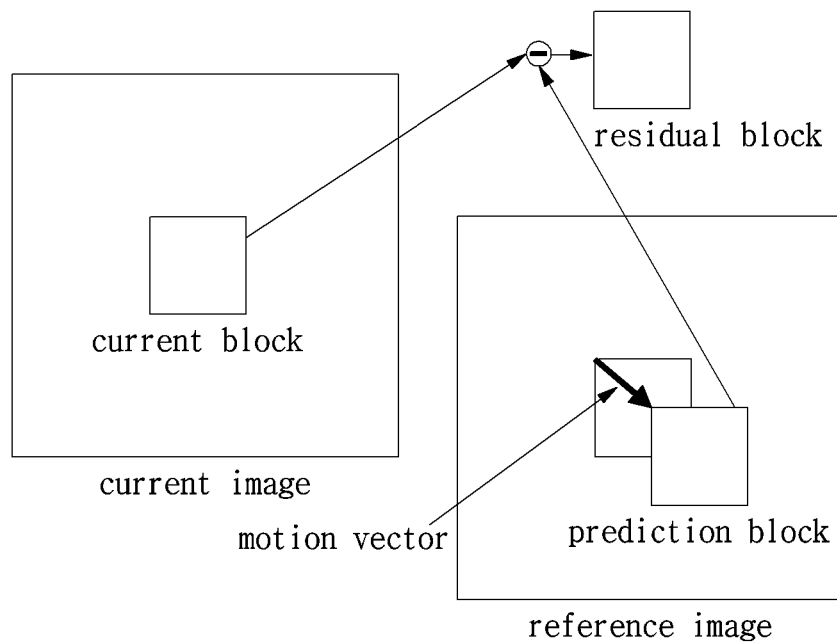 residual block
current block
current image
motion vector
prediction block
reference image